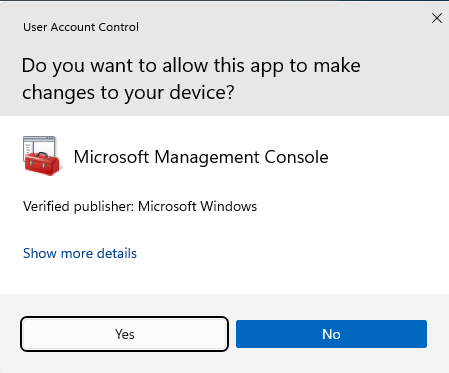 User Account Control
Do you want to allow this app to make
changes to your device?
Microsoft Management Console
Verified publisher: Microsoft Windows
Show more details
Yes
No